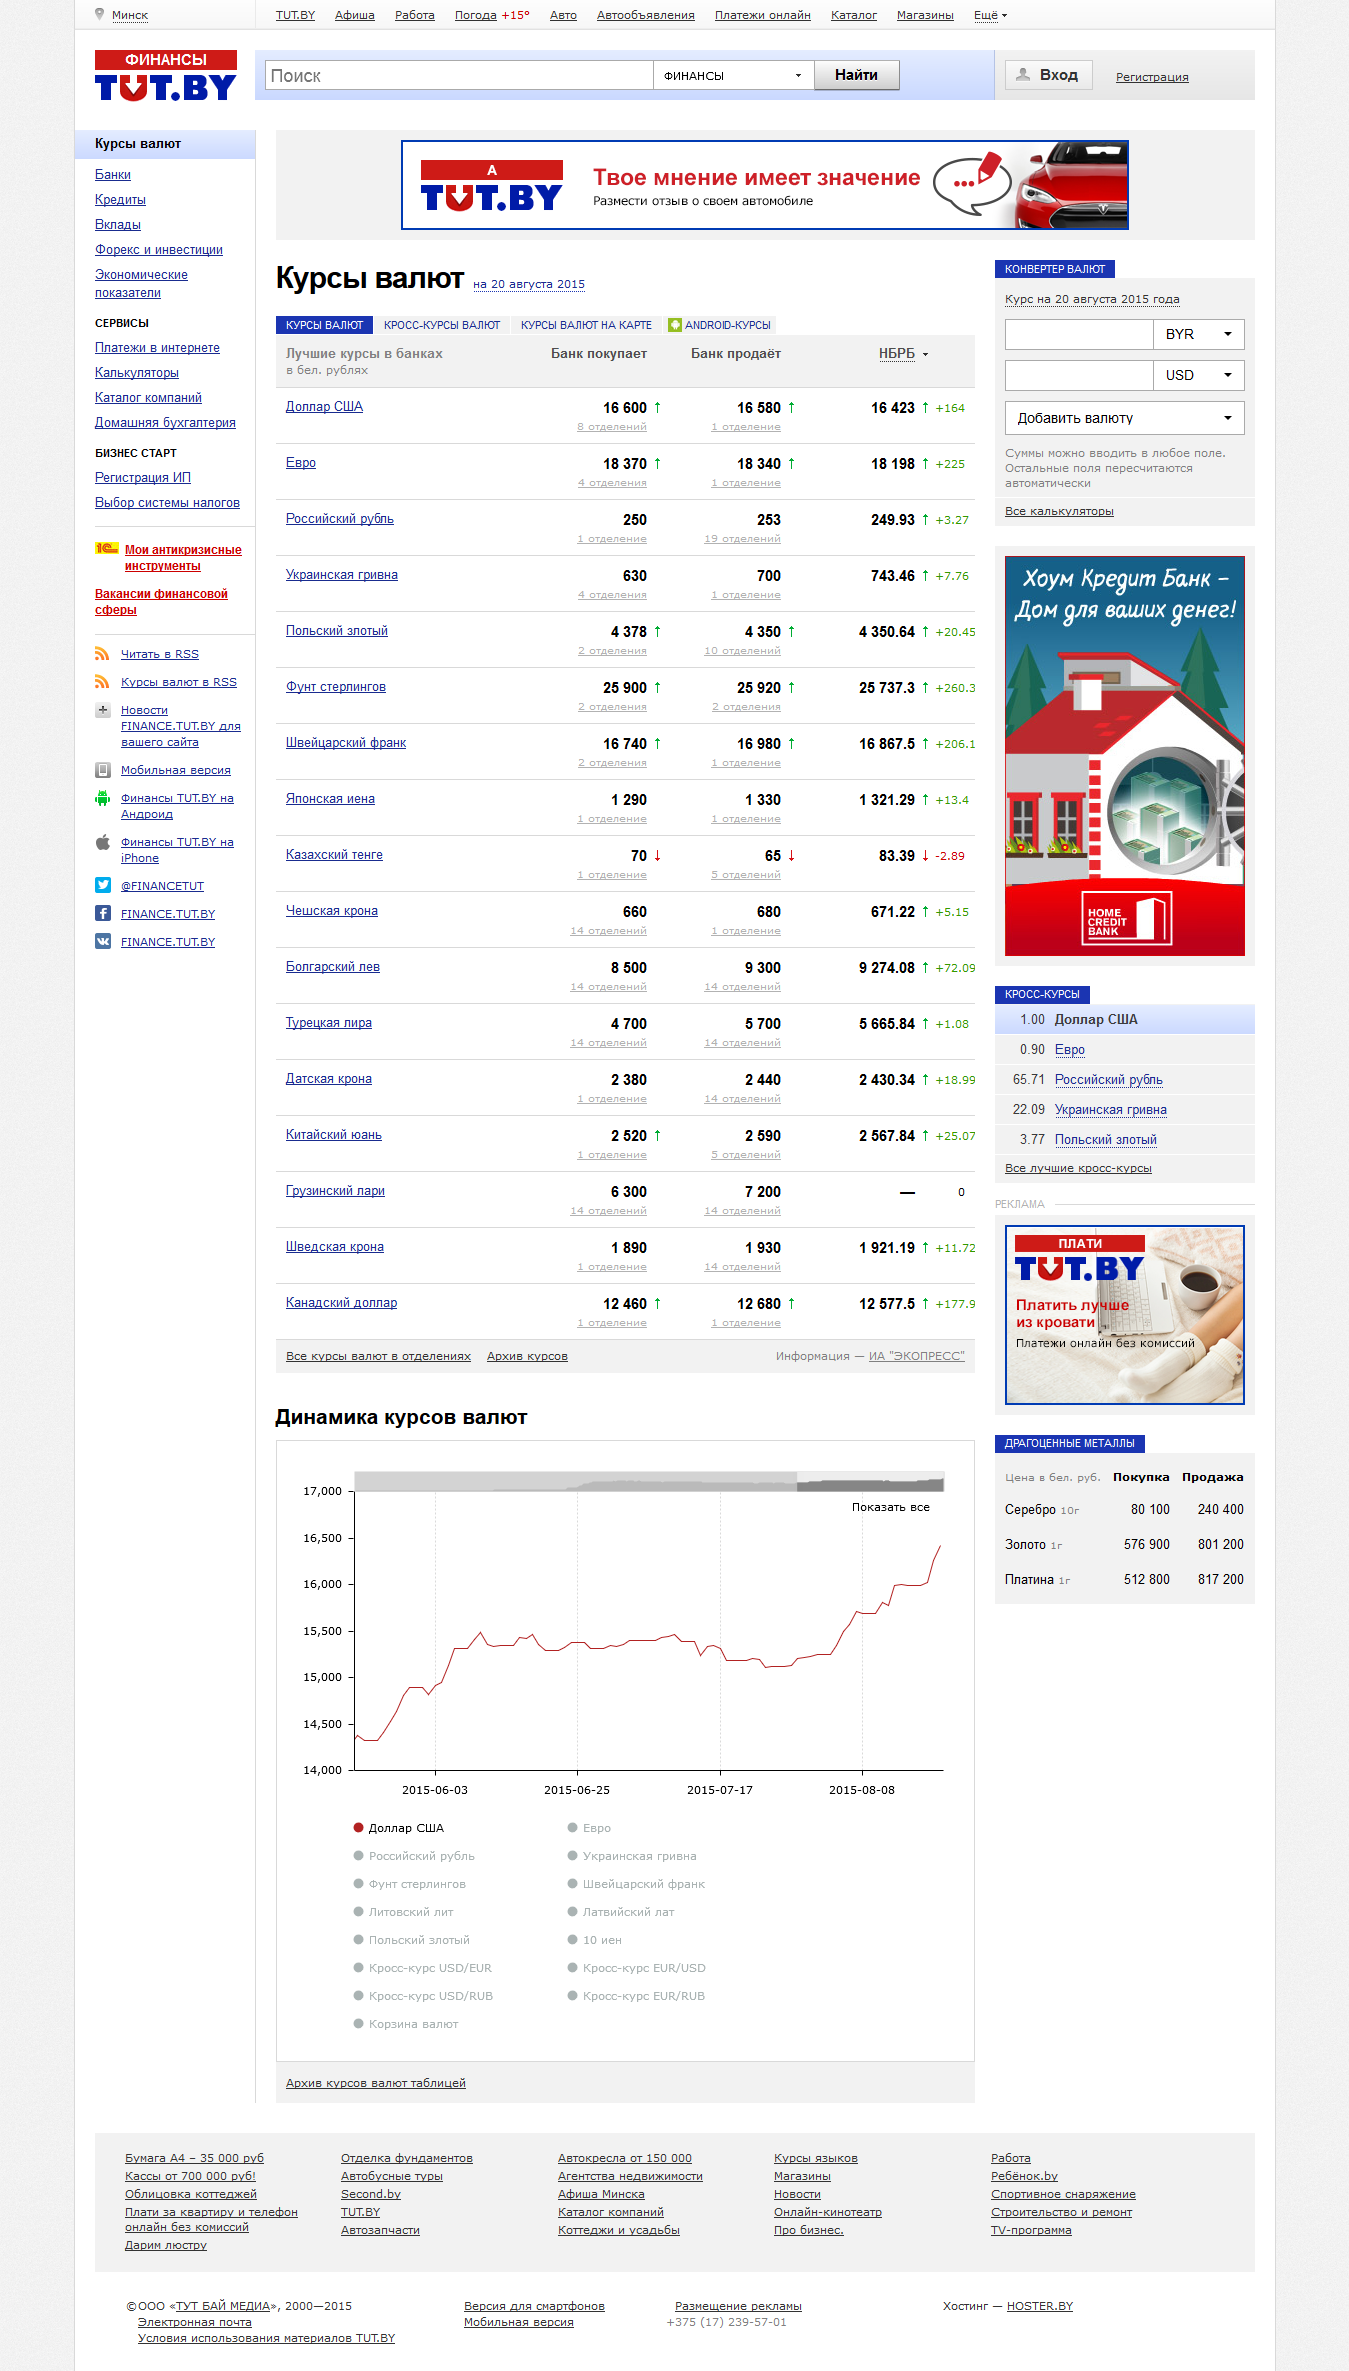 Минск
TUT.BY Афиша Работа Погода +15° Авто Автообъявления Платежи онлайн Каталог Магазины Ещё
ФИНАНСЫ
TUT.BY
Поиск
ФИНАНСЫ
Найти
Вход
Регистрация
Курсы валют
Банки
Кредиты
Вклады
Форекс и инвестиции
Экономические
показатели
СЕРВИСЫ
Платежи в интернете
Калькуляторы
Каталог компаний
Домашняя бухгалтерия
БИЗНЕС СТАРТ
Регистрация ИП
Выбор системы налогов
1С
Мои антикризисные
инструменты
Вакансии финансовой
сферы
Читать в RSS
Курсы валют в RSS
Новости
FINANCE.TUT.BY для
вашего сайта
Мобильная версия
Финансы TUT.BY на
Андроид
Финансы TUT.BY на
iPhone
@FINANCETUT
FINANCE.TUT.BY
FINANCE.TUT.BY
А
TUT.BY
Твое мнение имеет значение
Размести отзыв о своем автомобиле
Курсы валют на 20 августа 2015
КУРСЫ ВАЛЮТ КРОСС-КУРСЫ ВАЛЮТ КУРСЫ ВАЛЮТ НА КАРТЕ ANDROID-КУРСЫ
Лучшие курсы в банках Банк покупает Банк продаёт НБРБ
в бел. рублях
Доллар США 16 600 ↑ 16 580 ↑ 16 423 ↑ +164
8 отделений 1 отделение
Евро 18 370 ↑ 18 340 ↑ 18 198 ↑ +225
4 отделения 1 отделение
Российский рубль 250 253 249.93 ↑ +3.27
1 отделение 19 отделений
Украинская гривна 630 700 743.46 ↑ +7.76
4 отделения 1 отделение
Польский злотый 4 378 ↑ 4 350 ↑ 4 350.64 ↑ +20.45
2 отделения 10 отделений
Фунт стерлингов 25 900 ↑ 25 920 ↑ 25 737.3 ↑ +260.3
2 отделения 2 отделения
Швейцарский франк 16 740 ↑ 16 980 ↑ 16 867.5 ↑ +206.1
2 отделения 1 отделение
Японская иена 1 290 1 330 1 321.29 ↑ +13.4
1 отделение 1 отделение
Казахский тенге 70 ↓ 65 ↓ 83.39 ↓ -2.89
1 отделение 5 отделений
Чешская крона 660 680 671.22 ↑ +5.15
14 отделений 1 отделение
Болгарский лев 8 500 9 300 9 274.08 ↑ +72.09
14 отделений 14 отделений
Турецкая лира 4 700 5 700 5 665.84 ↑ +1.08
14 отделений 14 отделений
Датская крона 2 380 2 440 2 430.34 ↑ +18.99
1 отделение 14 отделений
Китайский юань 2 520 ↑ 2 590 2 567.84 ↑ +25.07
1 отделение 5 отделений
Грузинский лари 6 300 7 200 — 0
14 отделений 14 отделений
Шведская крона 1 890 1 930 1 921.19 ↑ +11.72
1 отделение 14 отделений
Канадский доллар 12 460 ↑ 12 680 ↑ 12 577.5 ↑ +177.9
1 отделение 1 отделение
Все курсы валют в отделениях Архив курсов Информация — ИА "ЭКОПРЕСС"
Динамика курсов валют
Показать все
17,000
16,500
16,000
15,500
15,000
14,500
14,000
2015-06-03 2015-06-25 2015-07-17 2015-08-08
Доллар США Евро
Российский рубль Украинская гривна
Фунт стерлингов Швейцарский франк
Литовский лит Латвийский лат
Польский злотый 10 иен
Кросс-курс USD/EUR Кросс-курс EUR/USD
Кросс-курс USD/RUB Кросс-курс EUR/RUB
Корзина валют
Архив курсов валют таблицей
КОНВЕРТЕР ВАЛЮТ
Курс на 20 августа 2015 года
BYR
USD
Добавить валюту
Суммы можно вводить в любое поле.
Остальные поля пересчитаются
автоматически
Все калькуляторы
Хоум Кредит Банк –
Дом для ваших денег!
HOME
CREDIT
BANK
КРОСС-КУРСЫ
1.00 Доллар США
0.90 Евро
65.71 Российский рубль
22.09 Украинская гривна
3.77 Польский злотый
Все лучшие кросс-курсы
РЕКЛАМА
ПЛАТИ
TUT.BY
Платить лучше
из кровати
Платежи онлайн без комиссий
ДРАГОЦЕННЫЕ МЕТАЛЛЫ
Цена в бел. руб. Покупка Продажа
Серебро 10г 80 100 240 400
Золото 1г 576 900 801 200
Платина 1г 512 800 817 200
Бумага А4 – 35 000 руб
Кассы от 700 000 руб!
Облицовка коттеджей
Плати за квартиру и телефон
онлайн без комиссий
Дарим люстру
Отделка фундаментов
Автобусные туры
Second.by
TUT.BY
Автозапчасти
Автокресла от 150 000
Агентства недвижимости
Афиша Минска
Каталог компаний
Коттеджи и усадьбы
Курсы языков
Магазины
Новости
Онлайн-кинотеатр
Про бизнес.
Работа
Ребёнок.by
Спортивное снаряжение
Строительство и ремонт
TV-программа
© ООО «ТУТ БАЙ МЕДИА», 2000—2015
Электронная почта
Условия использования материалов TUT.BY
Версия для смартфонов
Мобильная версия
Размещение рекламы
+375 (17) 239-57-01
Хостинг — HOSTER.BY